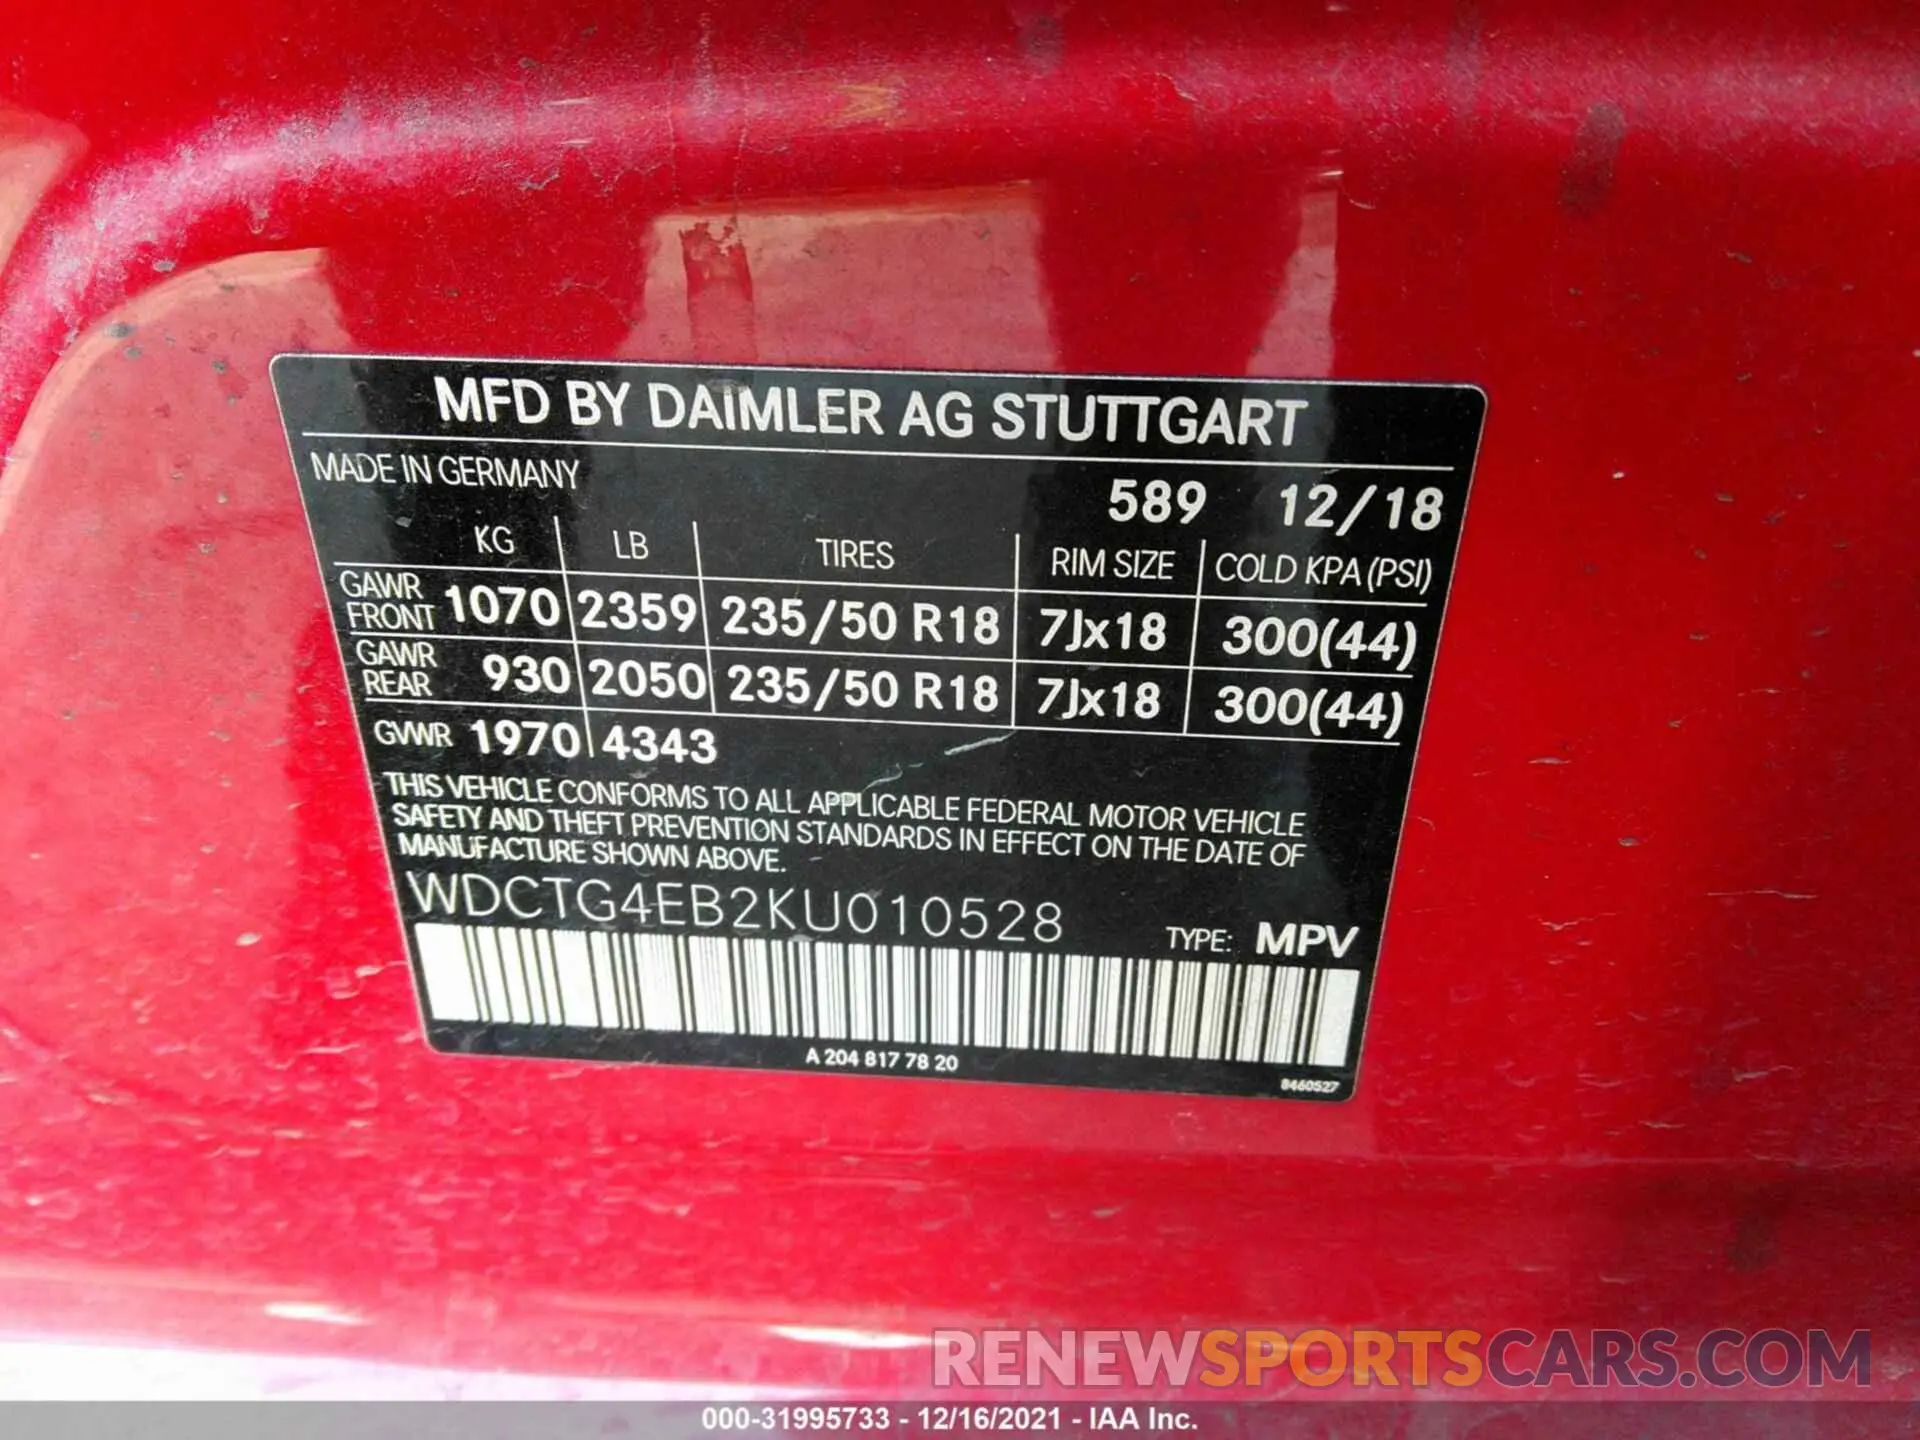 MFD BY DAIMLER AG STUTTGART
MADE IN GERMANY
589 12/18
KG LB TIRES RIM SIZE COLD KPA (PSI)
GAWR FRONT 1070 2359 235/50 R18 7Jx18 300(44)
GAWR REAR 930 2050 235/50 R18 7Jx18 300(44)
GVWR 1970 4343
THIS VEHICLE CONFORMS TO ALL APPLICABLE FEDERAL MOTOR VEHICLE
SAFETY AND THEFT PREVENTION STANDARDS IN EFFECT ON THE DATE OF
MANUFACTURE SHOWN ABOVE.
WDCTG4EB2KU010528
TYPE: MPV
A 204 817 78 20
8460527
RENEWSPORTSCARS.COM
000-31995733 - 12/16/2021 - IAA Inc.